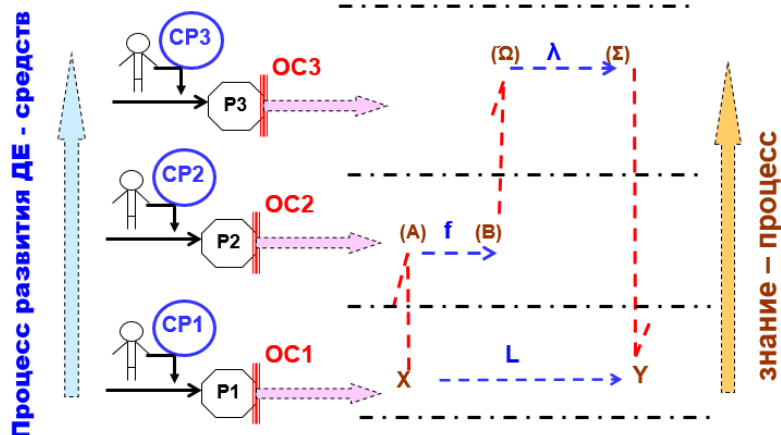 Процесс развития ДЕ - средств
СР3
ОС3
Р3
(Ώ)
λ
(Σ)
СР2
ОС2
Р2
(А)
f
(В)
СР1
ОС1
Р1
X
L
Y
знание – процесс